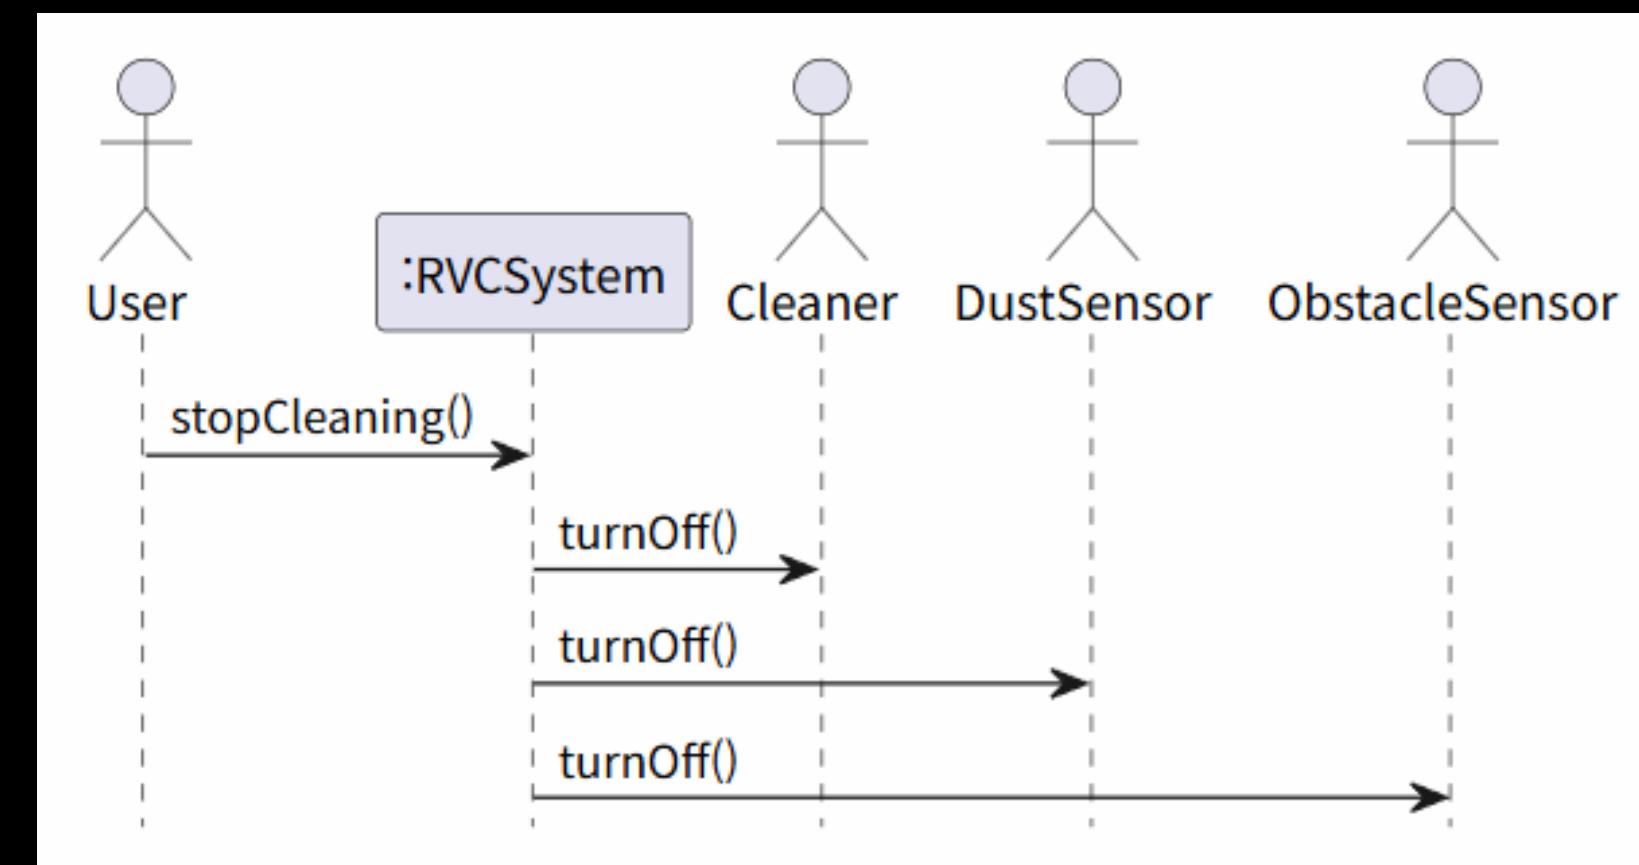 :RVCSystem
User
Cleaner
DustSensor
ObstacleSensor
stopCleaning()
turnOff()
turnOff()
turnOff()